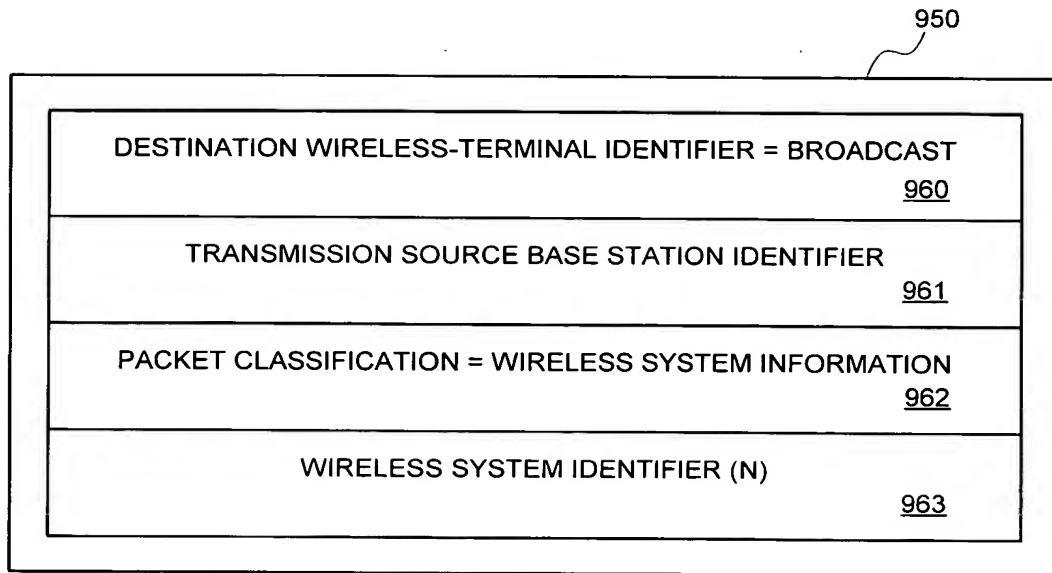 950
DESTINATION WIRELESS-TERMINAL IDENTIFIER = BROADCAST
960
TRANSMISSION SOURCE BASE STATION IDENTIFIER
961
PACKET CLASSIFICATION = WIRELESS SYSTEM INFORMATION
962
WIRELESS SYSTEM IDENTIFIER (N)
963